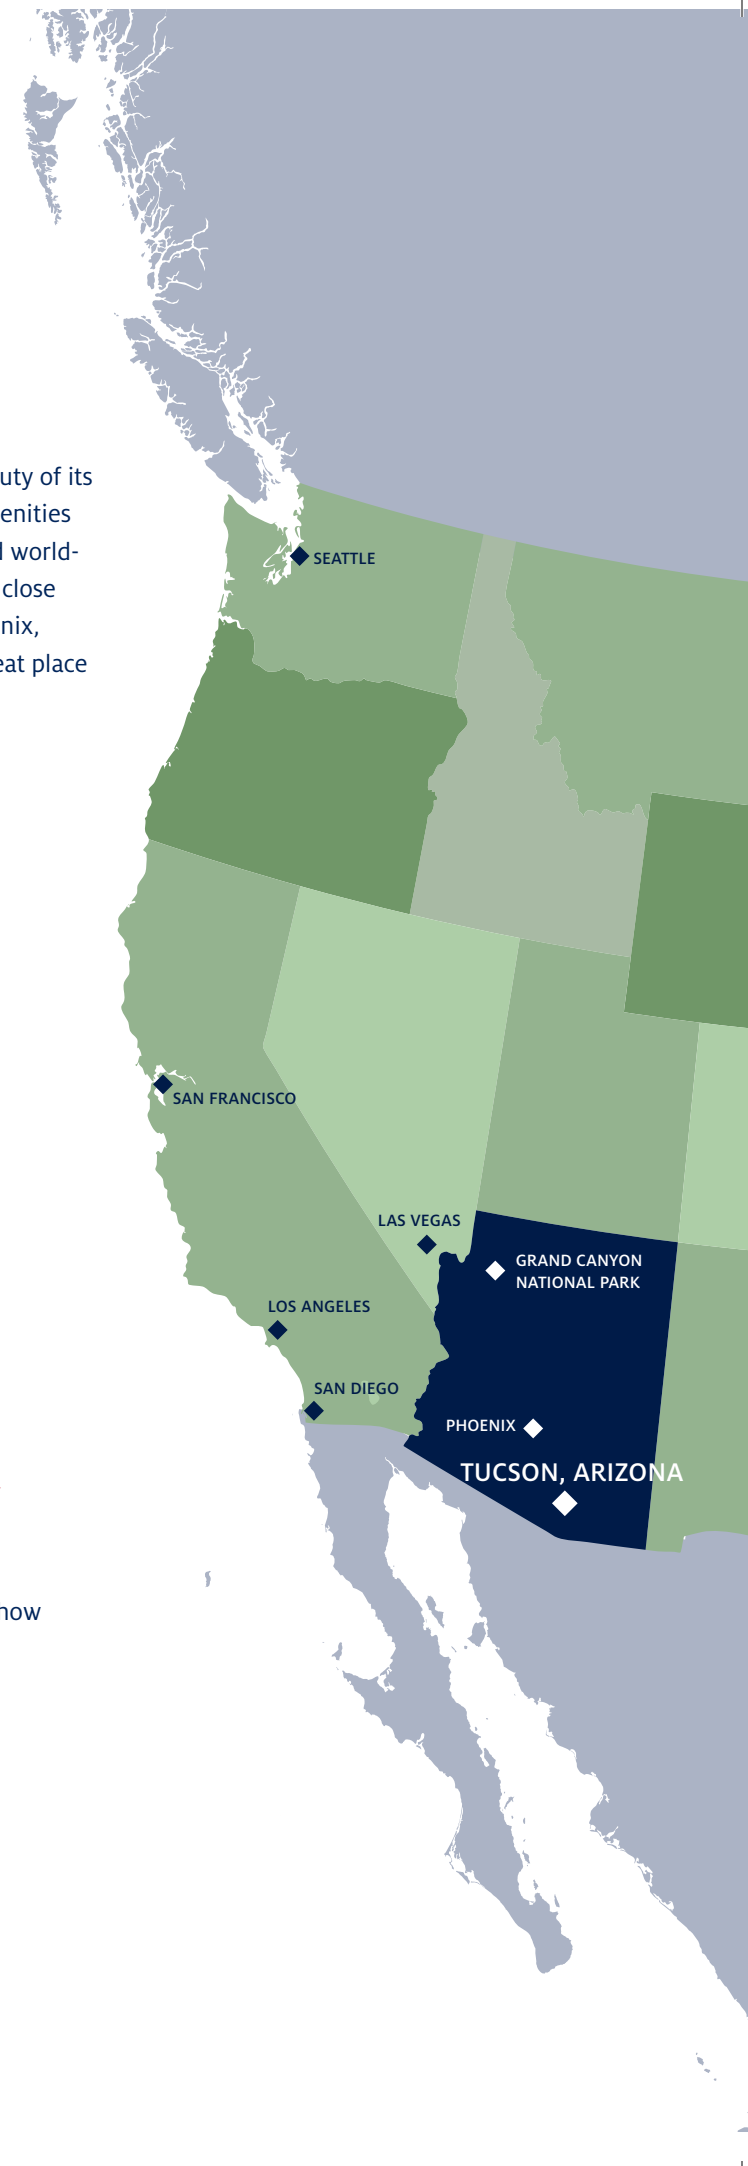 uty of its
enities
world-
close
nix,
eat place
SEATTLE
SAN FRANCISCO
LAS VEGAS
GRAND CANYON
NATIONAL PARK
LOS ANGELES
SAN DIEGO
PHOENIX
TUCSON, ARIZONA
how